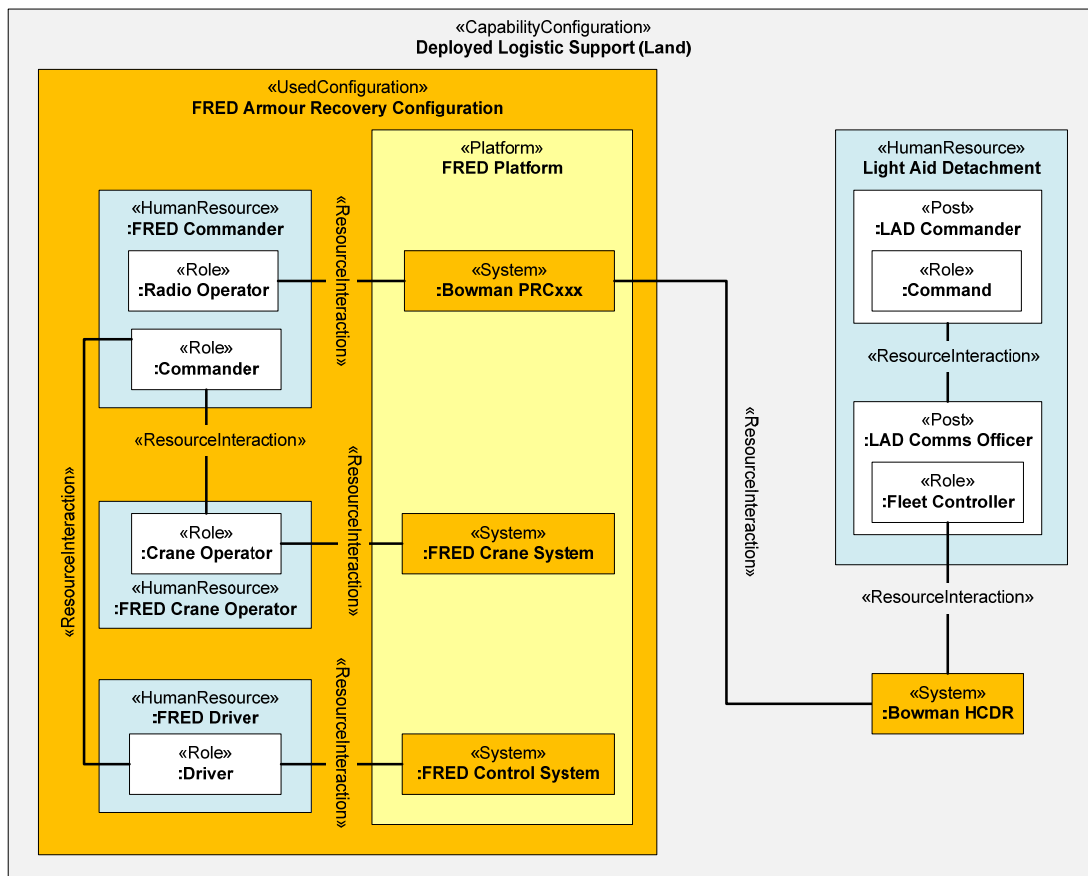 «CapabilityConfiguration»
Deployed Logistic Support (Land)
«UsedConfiguration»
FRED Armour Recovery Configuration
«Platform»
FRED Platform
«HumanResource»
:FRED Commander
«Role»
:Radio Operator
«ResourceInteraction»
«System»
:Bowman PRCxxx
«Role»
:Commander
«ResourceInteraction»
«ResourceInteraction»
«Role»
:Crane Operator
«HumanResource»
:FRED Crane Operator
«ResourceInteraction»
«System»
:FRED Crane System
«HumanResource»
:FRED Driver
«Role»
:Driver
«ResourceInteraction»
«System»
:FRED Control System
«ResourceInteraction»
«HumanResource»
Light Aid Detachment
«Post»
:LAD Commander
«Role»
:Command
«ResourceInteraction»
«Post»
:LAD Comms Officer
«Role»
:Fleet Controller
«ResourceInteraction»
«System»
:Bowman HCDR